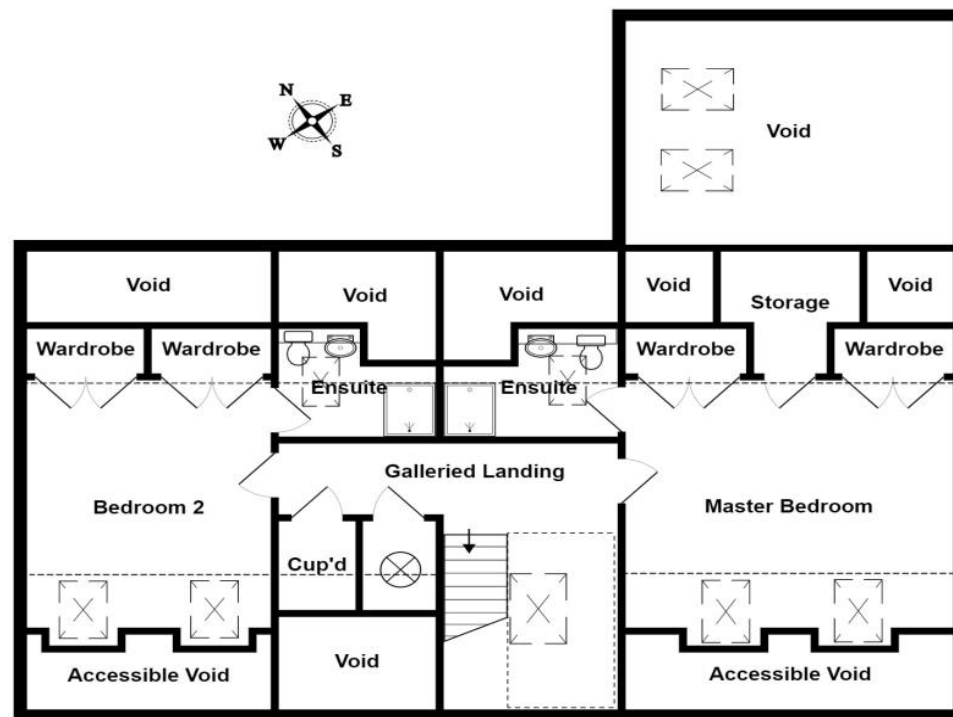 N
E
W
S
Void
Void
Void
Void
Void
Storage
Void
Wardrobe
Wardrobe
Wardrobe
Wardrobe
Ensuite
Ensuite
Galleried Landing
Bedroom 2
Master Bedroom
Cup'd
Void
Accessible Void
Accessible Void